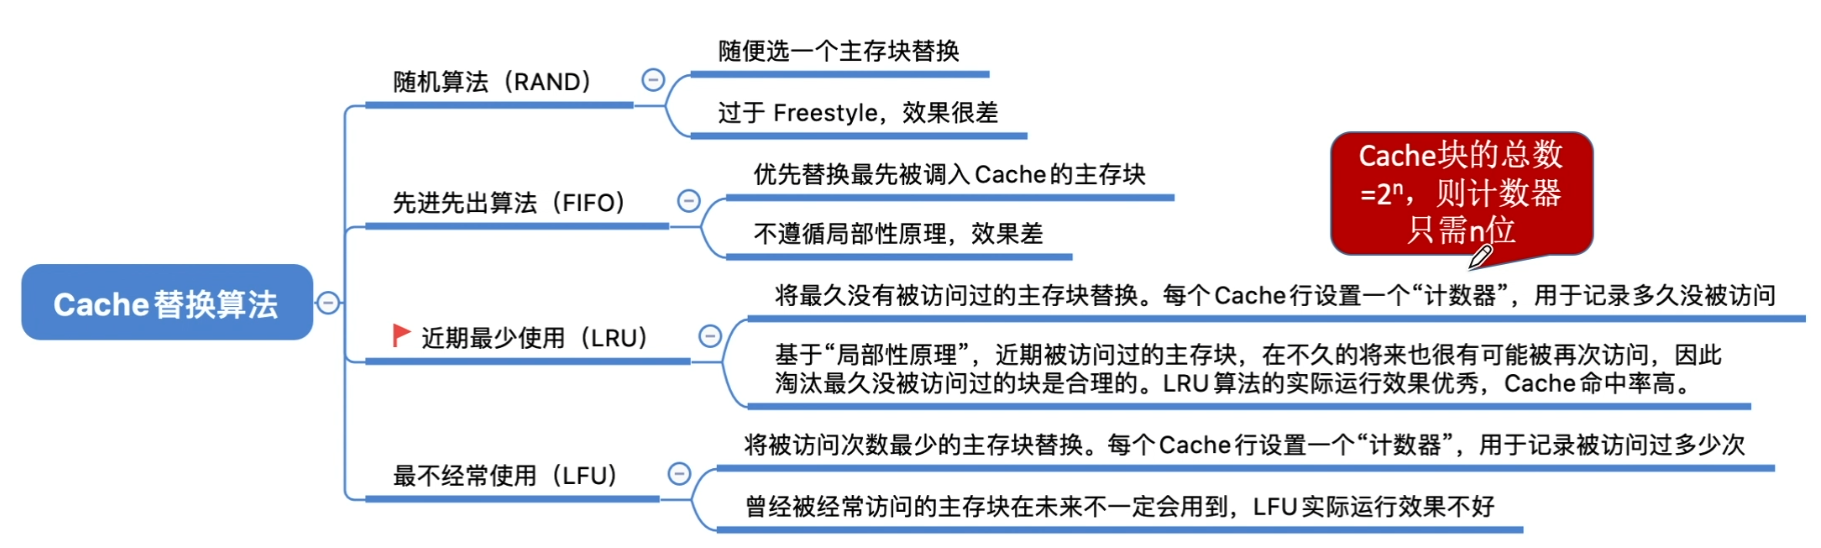 Cache替换算法
随机算法（RAND）
随便选一个主存块替换
过于 Freestyle，效果很差
先进先出算法（FIFO）
优先替换最先被调入Cache的主存块
不遵循局部性原理，效果差
近期最少使用（LRU）
将最久没有被访问过的主存块替换。每个Cache行设置一个“计数器”，用于记录多久没被访问
基于“局部性原理”，近期被访问过的主存块，在不久的将来也很有可能被再次访问，因此
淘汰最久没被访问过的块是合理的。LRU算法的实际运行效果优秀，Cache命中率高。
Cache块的总数
=2ⁿ，则计数器
只需n位
最不经常使用（LFU）
将被访问次数最少的主存块替换。每个Cache行设置一个“计数器”，用于记录被访问过多少次
曾经被经常访问的主存块在未来不一定会用到，LFU实际运行效果不好